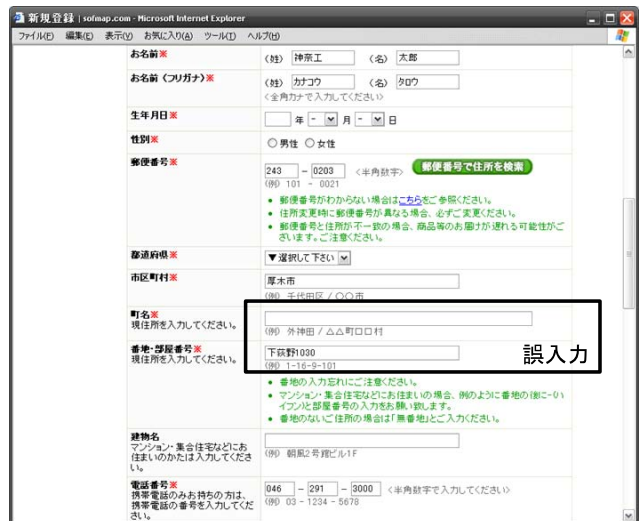 新規登録 | sofmap.com - Microsoft Internet Explorer
ファイル(F) 編集(E) 表示(V) お気に入り(A) ツール(T) ヘルプ(H)
お名前※ (姓) 神奈工 (名) 太郎
お名前 (フリガナ)※ (姓) カナコウ (名) タロウ
<全角カナで入力してください>
生年月日※ 年 - 月 - 日
性別※ 男性 女性
郵便番号※ 243 - 0203 <半角数字> 郵便番号で住所を検索
(例) 101 - 0021
• 郵便番号がわからない場合はこちらをご参照ください。
• 住所変更時に郵便番号が異なる場合、必ずご変更ください。
• 郵便番号と住所が不一致の場合、商品等のお届けが遅れる可能性がご
ざいます。ご注意ください。
都道府県※ ▼選択して下さい
市区町村※ 厚木市
(例) 千代田区 / 〇〇市
町名※
現住所を入力してください。
(例) 外神田 / △△町口口村
番地・部屋番号※ 下荻野1030
現住所を入力してください。
(例) 1-16-9-101
誤入力
• 番地の入力忘れにご注意ください。
• マンション・集合住宅などにお住まいの場合、例のように番地の後に-(ハ
イフン)と部屋番号の入力をお願い致します。
• 番地のないご住所の場合は「無番地」とご入力ください。
建物名
マンション・集合住宅などにお
住まいのかたは入力してくださ
い。
(例) 朝風2号館ビル1F
電話番号※ 046 - 291 - 3000 <半角数字で入力してください>
携帯電話のみお持ちの方は、
携帯電話の番号を入力してくだ
さい。
(例) 03 - 1234 - 5678